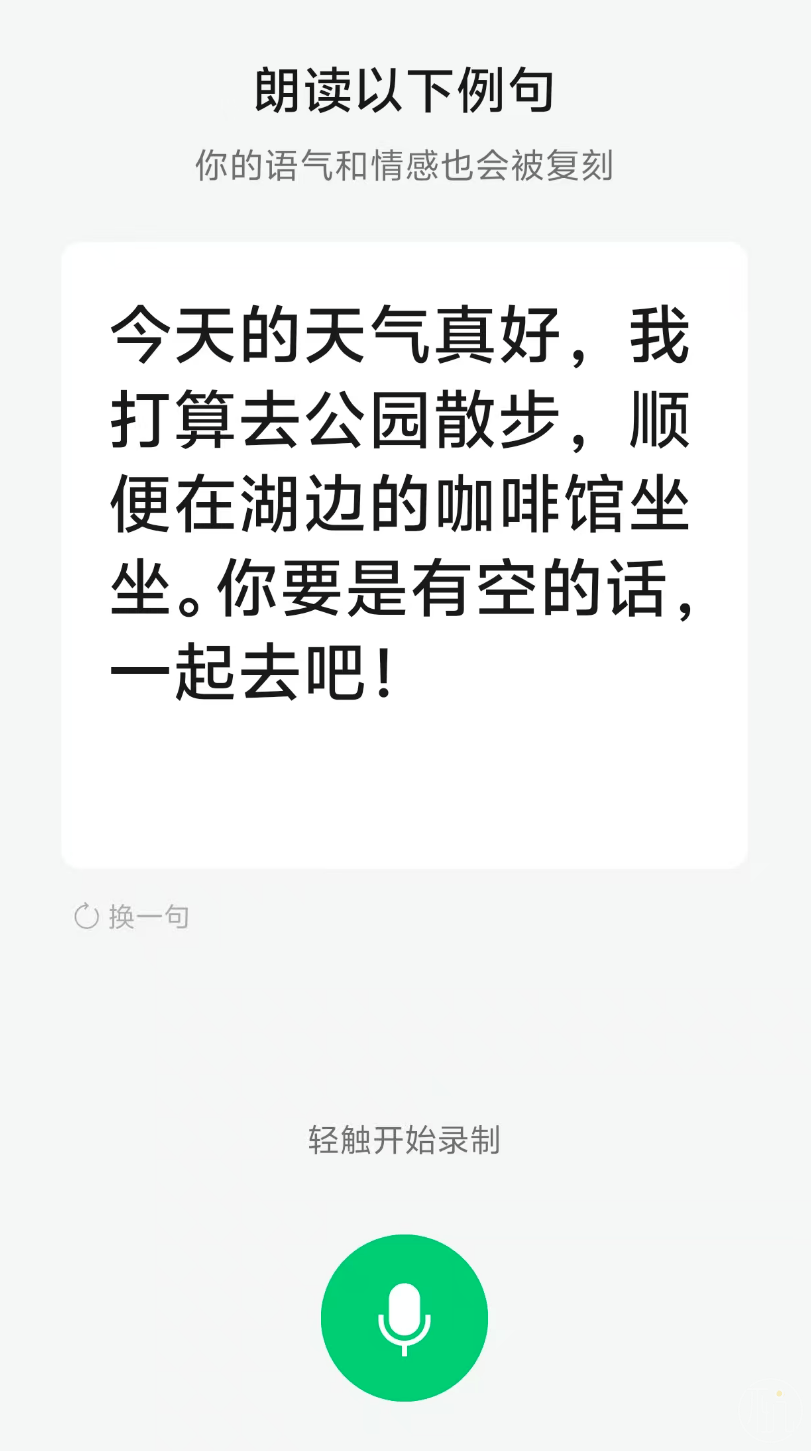 朗读以下例句
你的语气和情感也会被复刻
今天的天气真好，我
打算去公园散步，顺
便在湖边的咖啡馆坐
坐。你要是有空的话，
一起去吧！
换一句
轻触开始录制